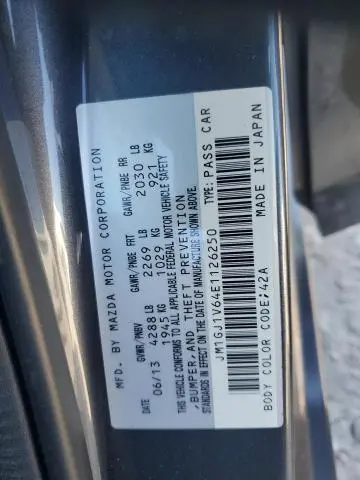 MFD. BY MAZDA MOTOR CORPORATION
DATE GVWR/PNBV GAWR/PNBE FRT GAWR/PNBE RR
06/13 4288 LB 2269 LB 2030 LB
1945 KG 1029 KG 921 KG
THIS VEHICLE CONFORMS TO ALL APPLICABLE FEDERAL MOTOR VEHICLE SAFETY
,BUMPER,AND THEFT PREVENTION
STANDARDS IN EFFECT ON THE DATE OF MANUFACTURE SHOWN ABOVE.
JM1GJ1V64E1126250 TYPE: PASS CAR
BODY COLOR CODE;42A MADE IN JAPAN